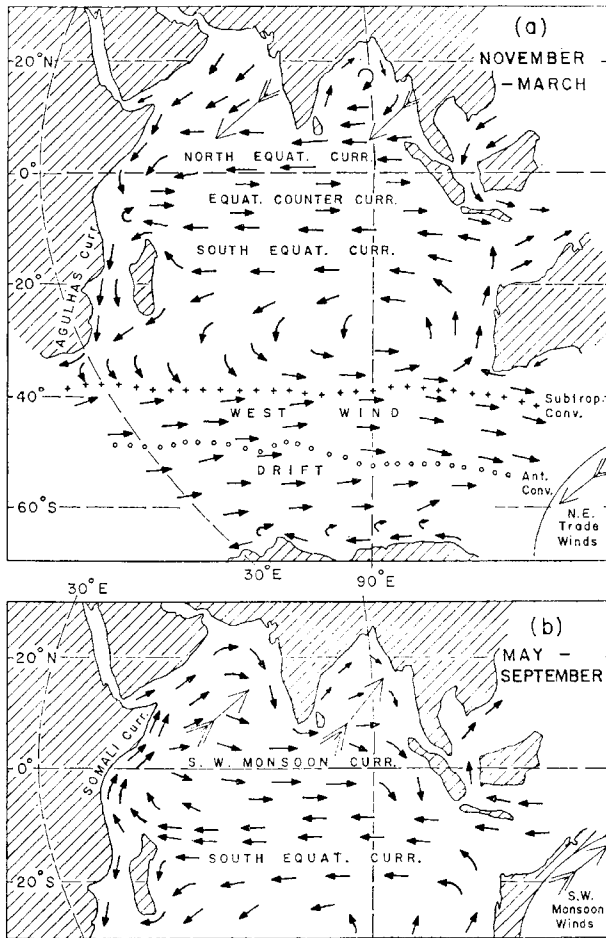 (a)
NOVEMBER
– MARCH
20°N
NORTH EQUAT. CURR.
0°
EQUAT. COUNTER CURR.
SOUTH EQUAT. CURR.
AGULHAS Curr.
20°
40°
WEST WIND
Subtrop.
Conv.
DRIFT
Ant.
Conv.
60°S
N.E.
Trade
Winds
30°E
90°E
30°E
(b)
MAY –
SEPTEMBER
20°N
SOMALI Curr.
S.W. MONSOON CURR.
0°
SOUTH EQUAT. CURR.
20°S
S.W.
Monsoon
Winds